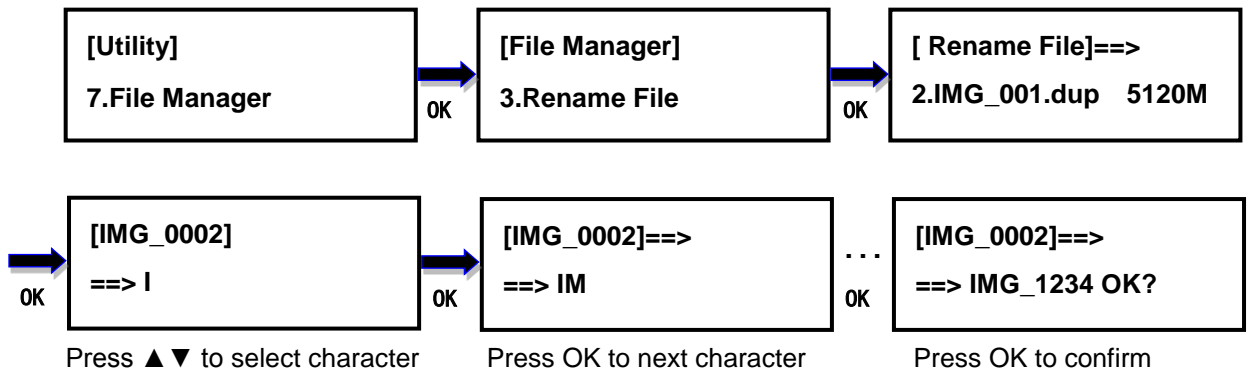 [Utility]
7.File Manager
OK
[File Manager]
3.Rename File
OK
[ Rename File]==>
2.IMG_001.dup 5120M
OK
[IMG_0002]
==> I
Press ▲▼ to select character
OK
[IMG_0002]==>
==> IM
Press OK to next character
...
OK
[IMG_0002]==>
==> IMG_1234 OK?
Press OK to confirm